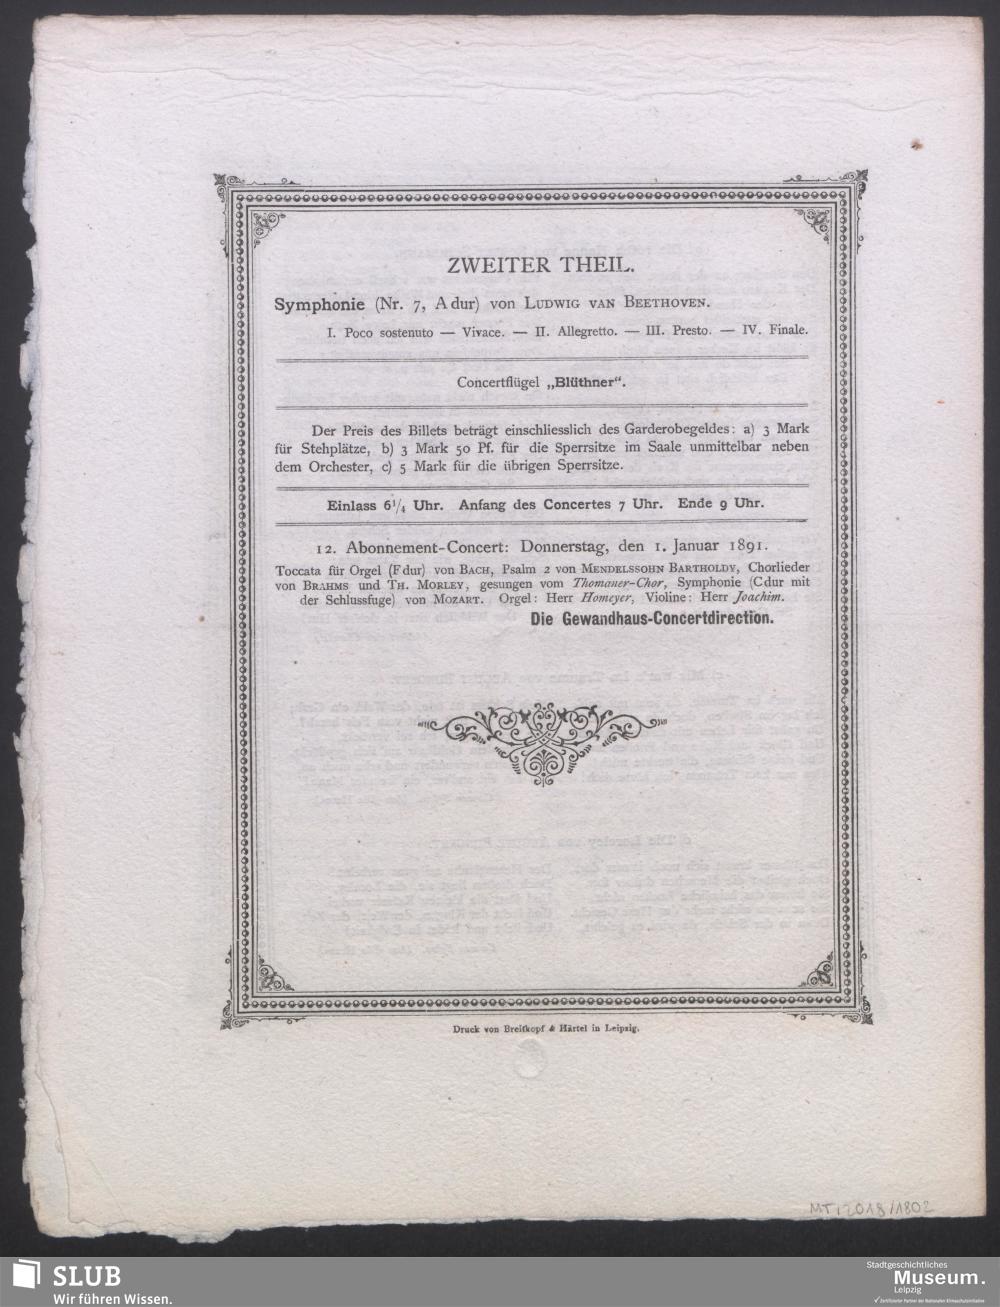 ZWEITER THEIL.
Symphonie (Nr. 7, A dur) von LUDWIG VAN BEETHOVEN.
I. Poco sostenuto — Vivace. — II. Allegretto. — III. Presto. — IV. Finale.
Concertflügel „Blüthner“.
Der Preis des Billets beträgt einschliesslich des Garderobegeldes: a) 3 Mark
für Stehplätze, b) 3 Mark 50 Pf. für die Sperrsitze im Saale unmittelbar neben
dem Orchester, c) 5 Mark für die übrigen Sperrsitze.
Einlass 6¼ Uhr. Anfang des Concertes 7 Uhr. Ende 9 Uhr.
12. Abonnement-Concert: Donnerstag, den 1. Januar 1891.
Toccata für Orgel (F dur) von BACH, Psalm 2 von MENDELSSOHN BARTHOLDY, Chorlieder
von BRAHMS und TH. MORLEY, gesungen vom Thomaner-Chor, Symphonie (C dur mit
der Schlussfuge) von MOZART. Orgel: Herr Homeyer, Violine: Herr Joachim.
Die Gewandhaus-Concertdirection.
Druck von Breitkopf & Härtel in Leipzig.
MT/2018/1802
SLUB
Wir führen Wissen.
Stadtgeschichtliches
Museum.
Leipzig
Zertifizierter Partner der Nationalen Klimaschutzinitiative